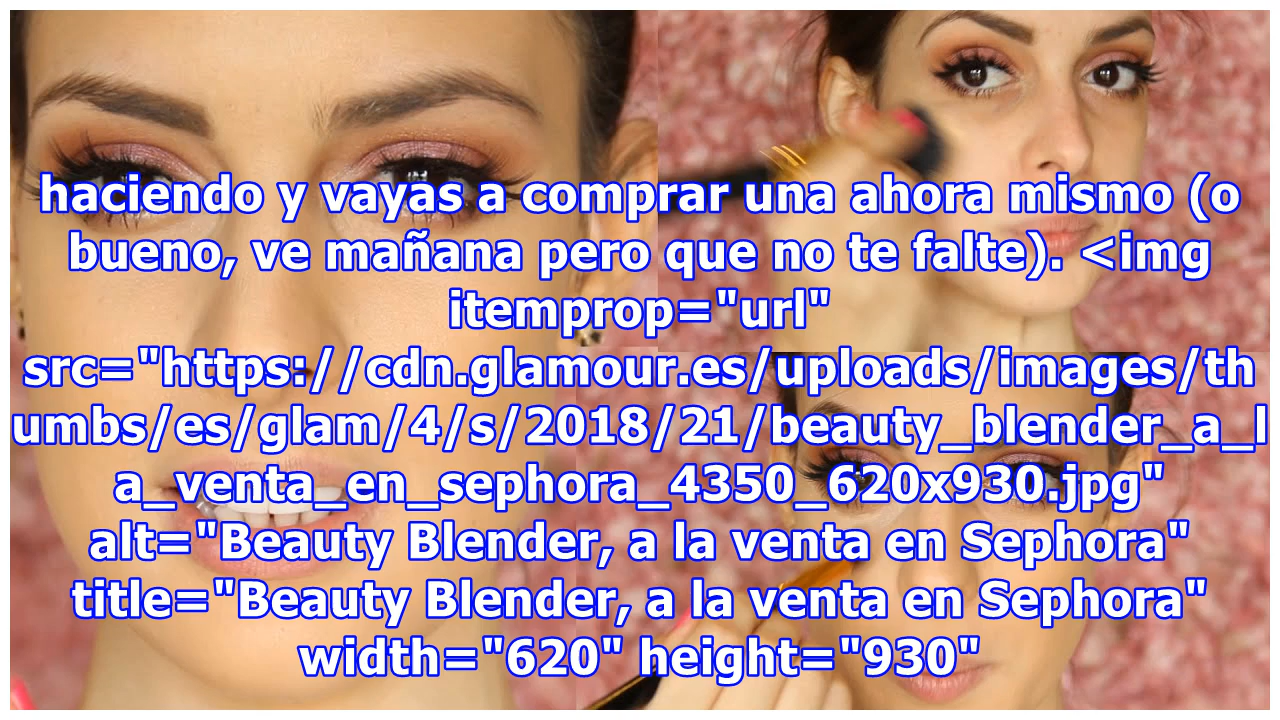 haciendo y vayas a comprar una ahora mismo (o
bueno, ve mañana pero que no te falte). <img
itemprop="url"
src="https://cdn.glamour.es/uploads/images/th
umbs/es/glam/4/s/2018/21/beauty_blender_a_l
a_venta_en_sephora_4350_620x930.jpg"
alt="Beauty Blender, a la venta en Sephora"
title="Beauty Blender, a la venta en Sephora"
width="620" height="930"